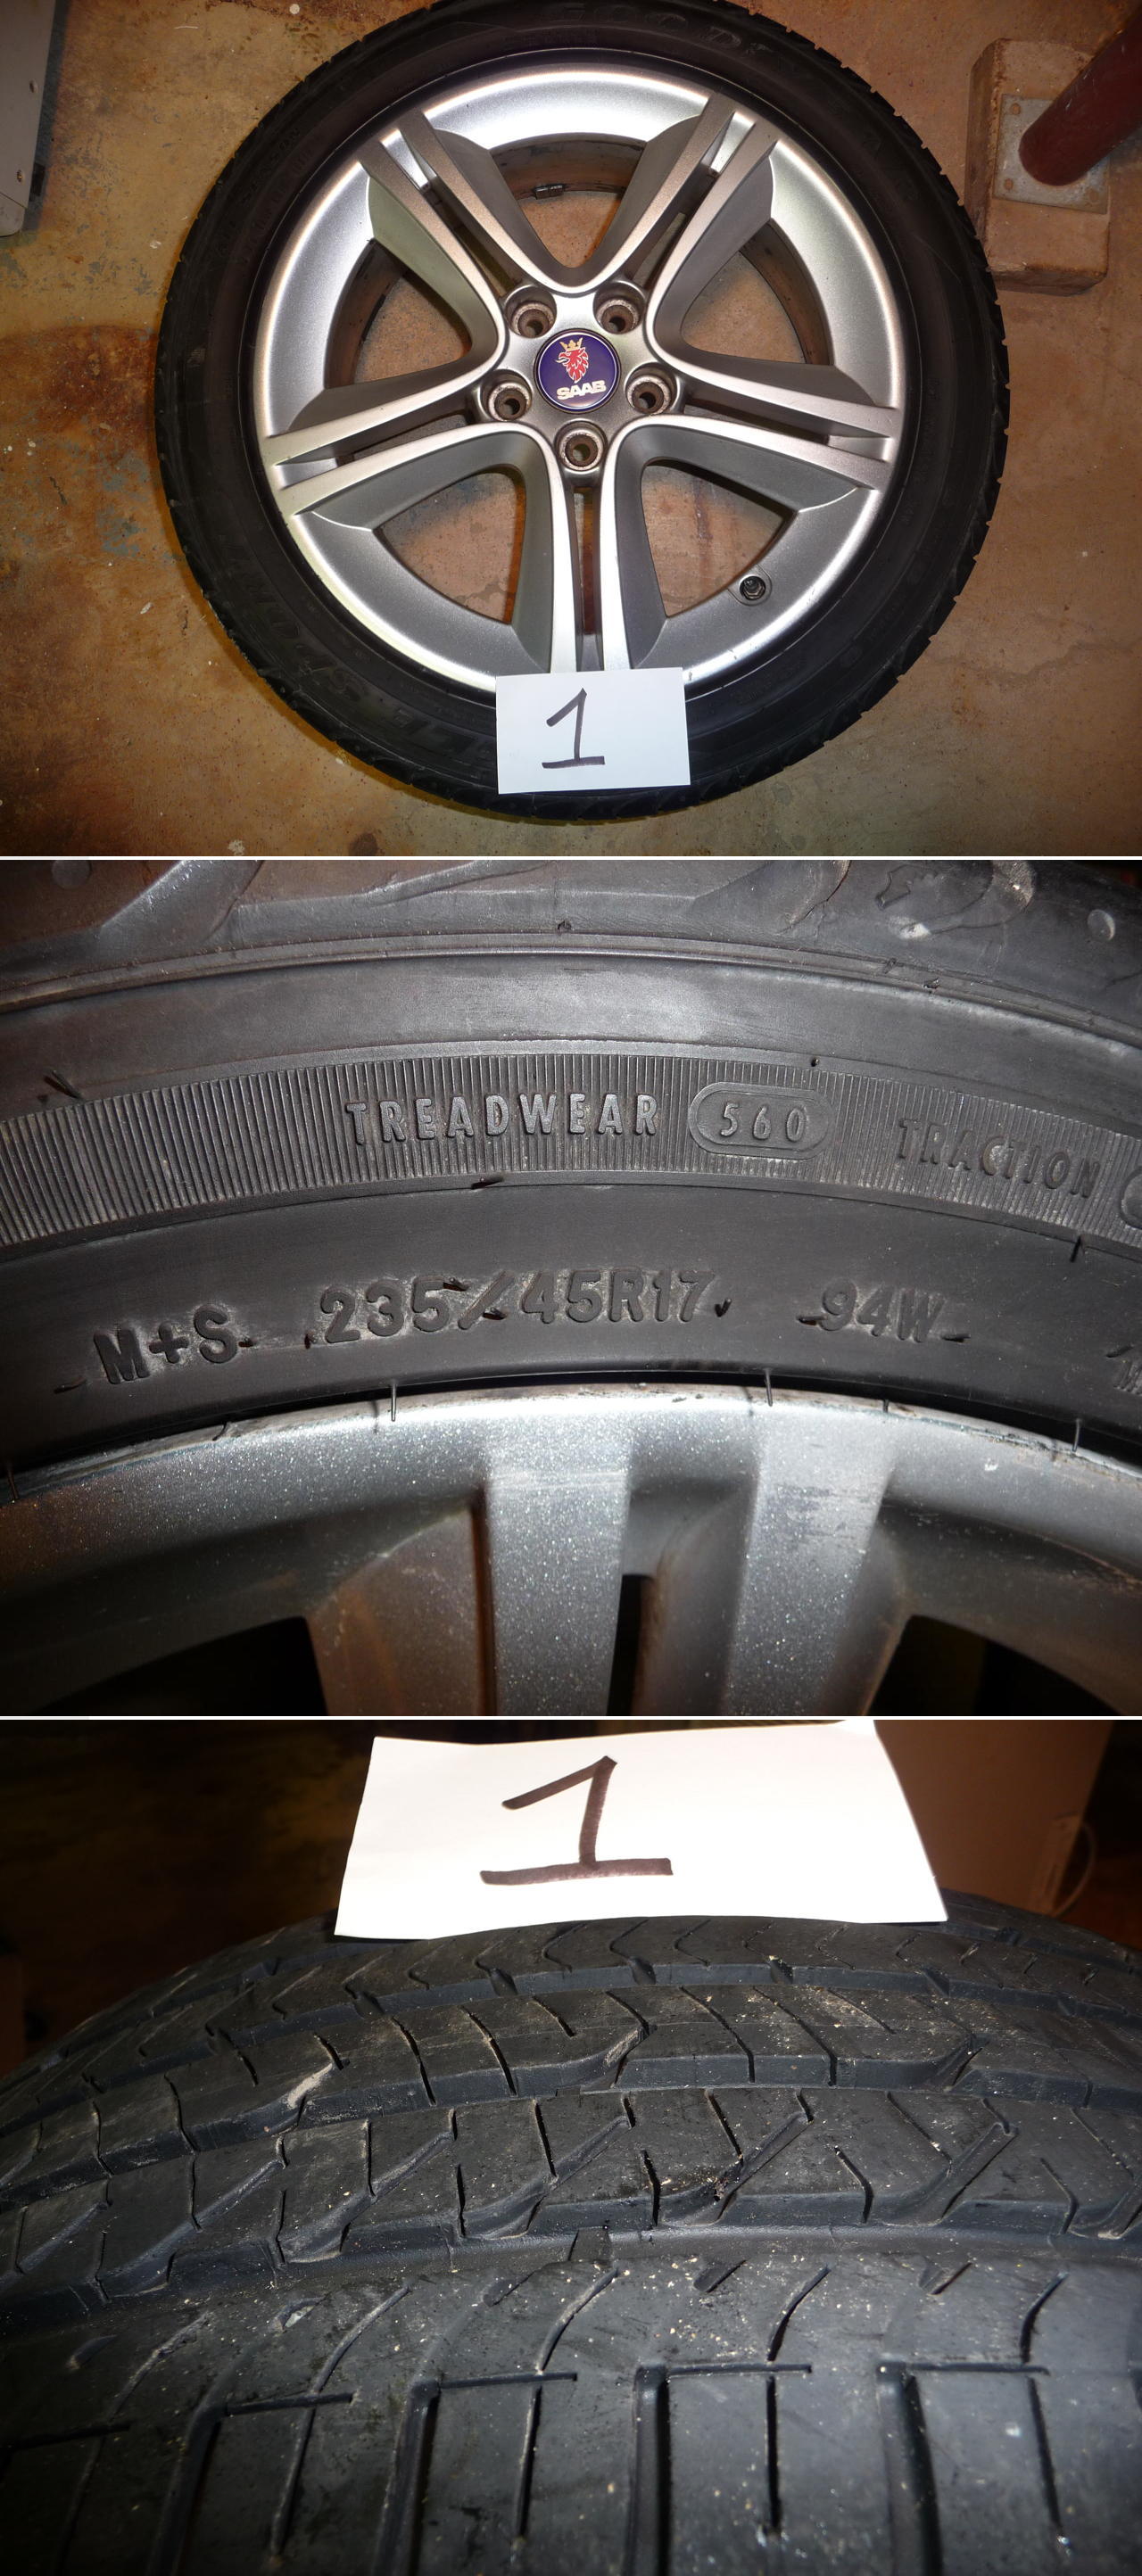 SAAB
1
TREADWEAR 560 TRACTION
M+S 235/45R17 94W
1